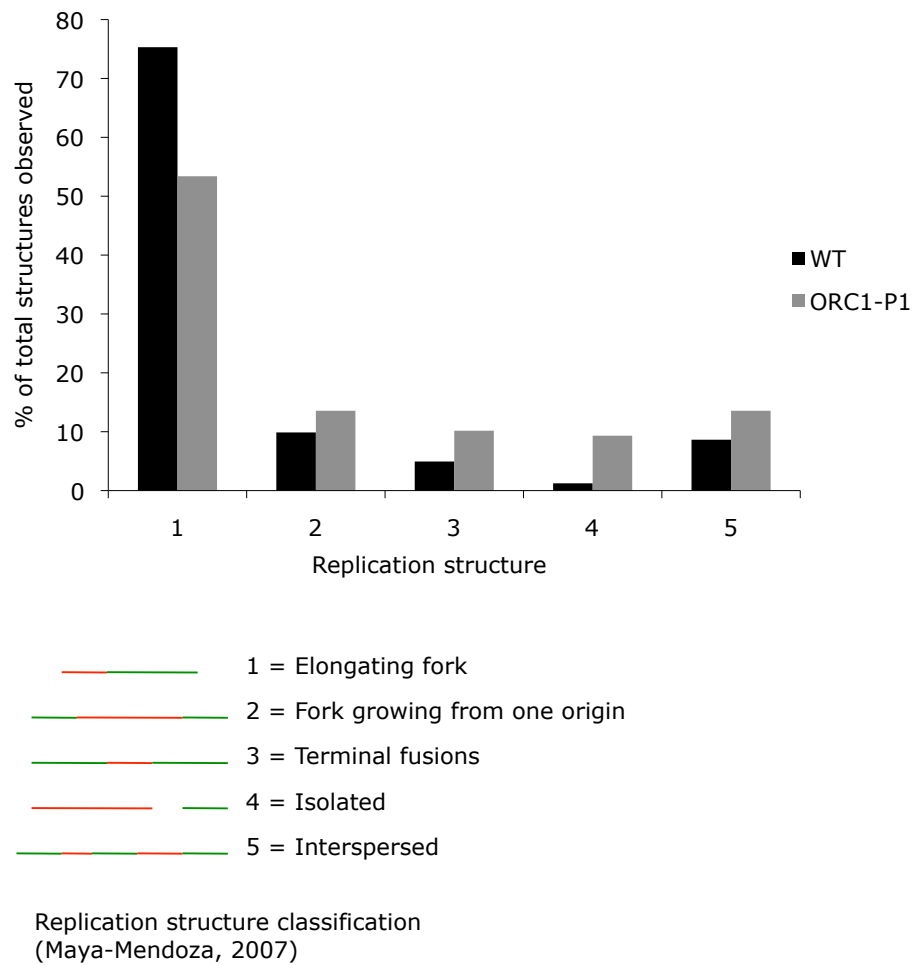 80
70
60
50
40
30
20
10
0
% of total structures observed
WT
ORC1-P1
1 2 3 4 5
Replication structure
1 = Elongating fork
2 = Fork growing from one origin
3 = Terminal fusions
4 = Isolated
5 = Interspersed
Replication structure classification
(Maya-Mendoza, 2007)